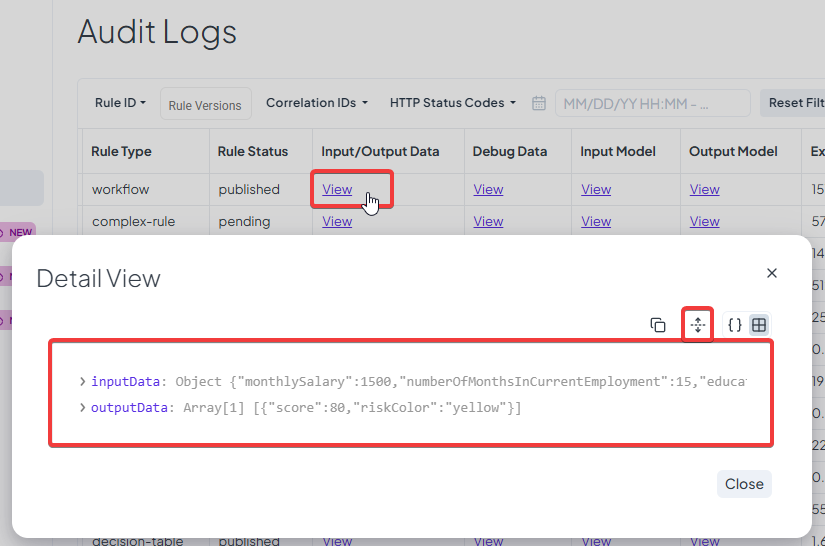 Audit Logs
Rule ID Rule Versions Correlation IDs HTTP Status Codes MM/DD/YY HH:MM - ... Reset Filt
Rule Type Rule Status Input/Output Data Debug Data Input Model Output Model Ex
workflow published View View View View 15
complex-rule pending View View View View 57
NEW
Detail View
inputData: Object {"monthlySalary":1500,"numberOfMonthsInCurrentEmployment":15,"educat
outputData: Array[1] [{"score":80,"riskColor":"yellow"}]
Close
decision-table published View View View View 1.6